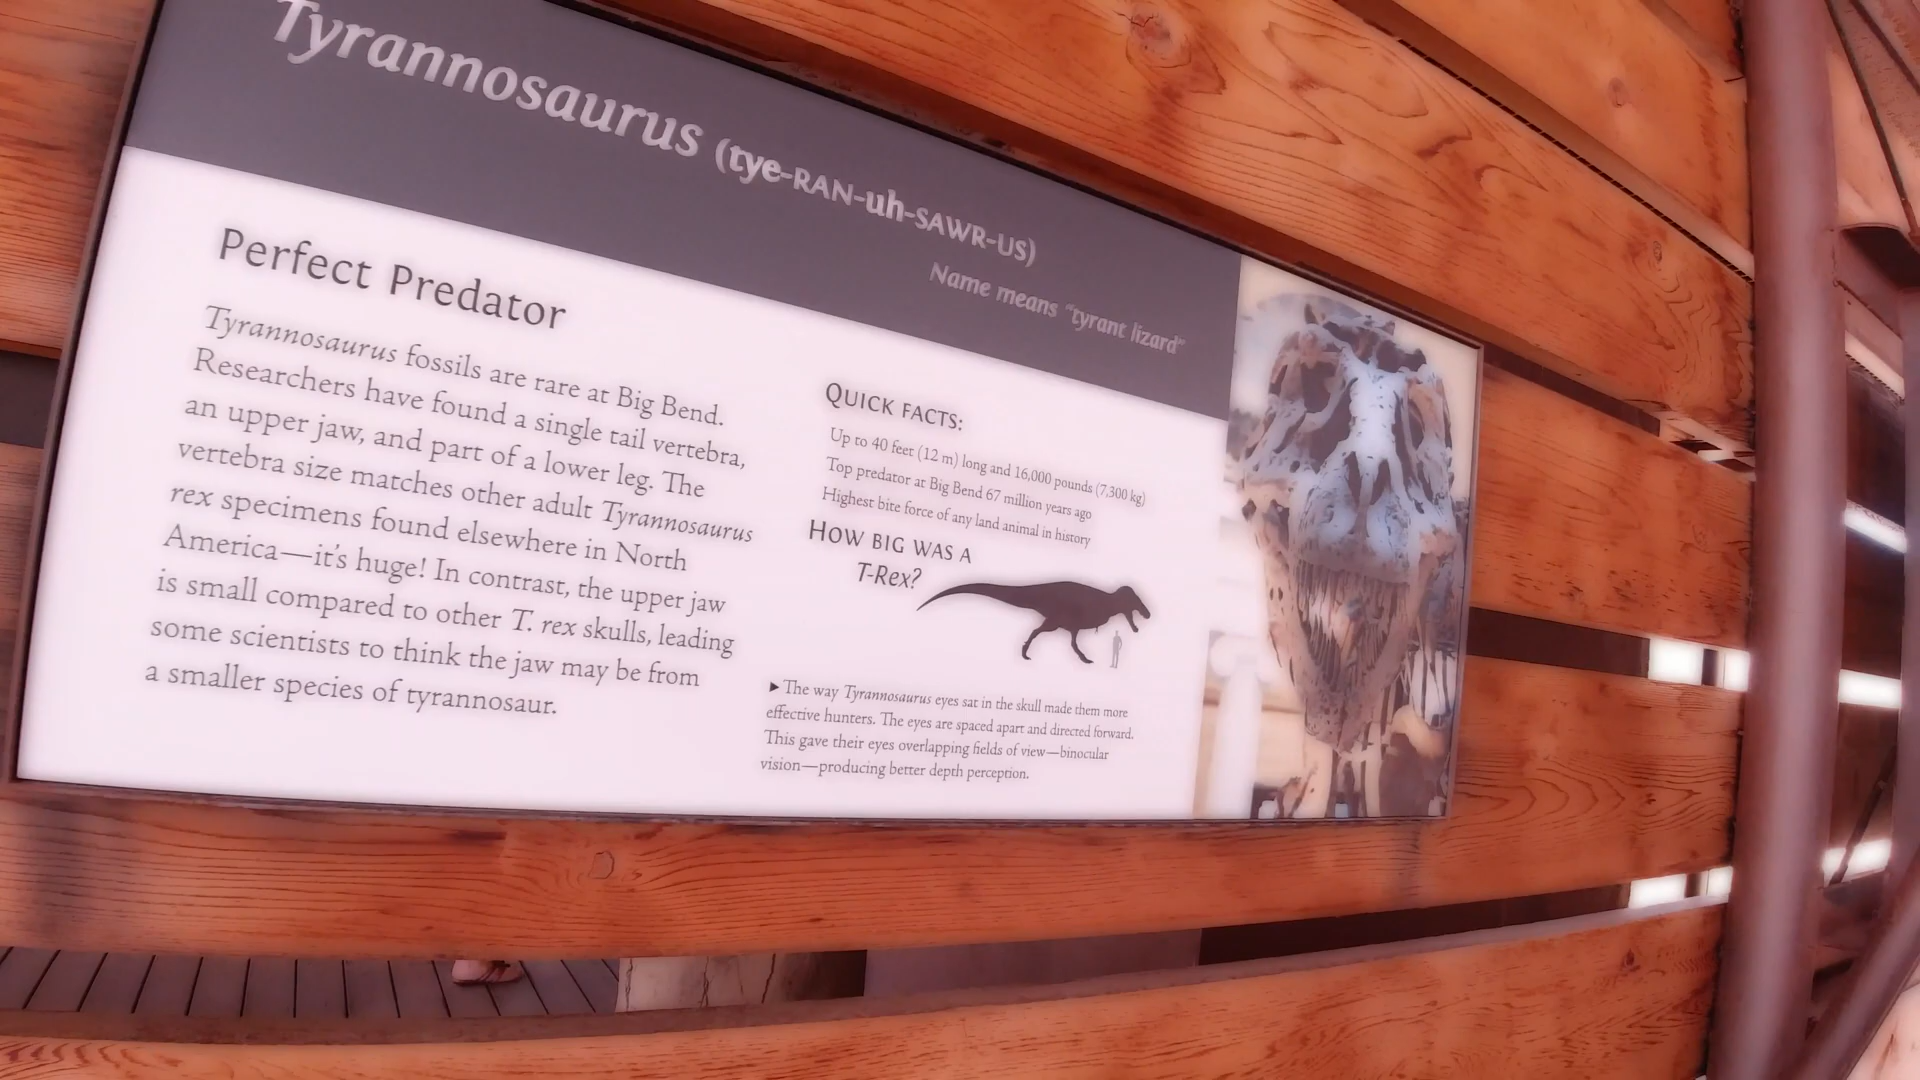 Tyrannosaurus (tye-RAN-uh-SAWR-US)
Name means "tyrant lizard"
Perfect Predator
Tyrannosaurus fossils are rare at Big Bend.
Researchers have found a single tail vertebra,
an upper jaw, and part of a lower leg. The
vertebra size matches other adult Tyrannosaurus
rex specimens found elsewhere in North
America—it's huge! In contrast, the upper jaw
is small compared to other T. rex skulls, leading
some scientists to think the jaw may be from
a smaller species of tyrannosaur.
QUICK FACTS:
Up to 40 feet (12 m) long and 16,000 pounds (7,300 kg)
Top predator at Big Bend 67 million years ago
Highest bite force of any land animal in history
HOW BIG WAS A
T-Rex?
▶The way Tyrannosaurus eyes sat in the skull made them more
effective hunters. The eyes are spaced apart and directed forward.
This gave their eyes overlapping fields of view—binocular
vision—producing better depth perception.